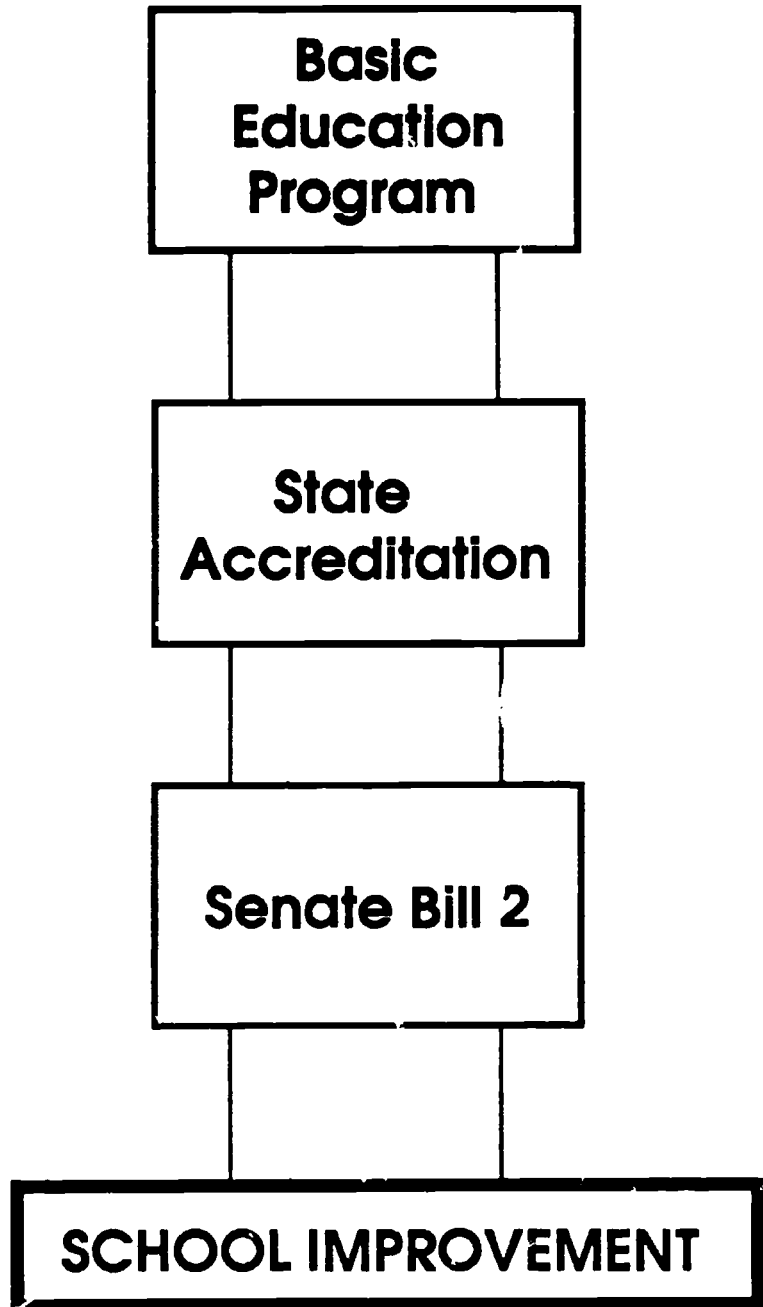 Basic
Education
Program
State
Accreditation
Senate Bill 2
SCHOOL IMPROVEMENT